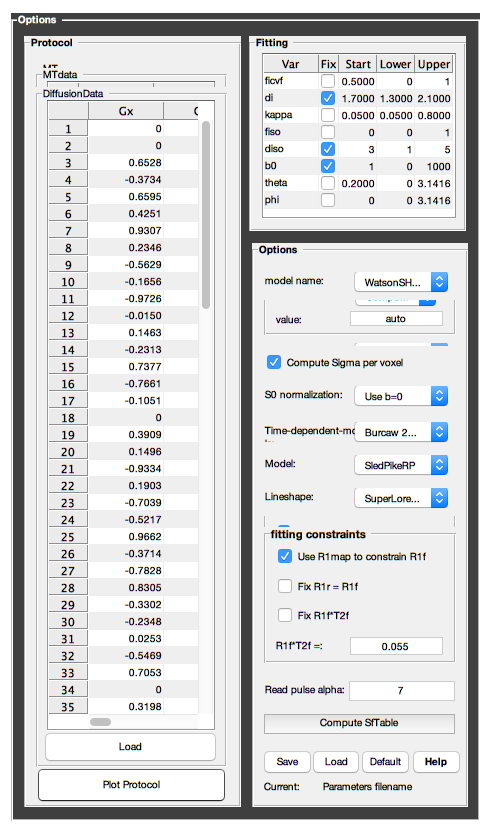 Options
Protocol
MTdata
DiffusionData
Gx
1 0
2 0
3 0.6528
4 -0.3734
5 0.6595
6 0.4251
7 0.9307
8 0.2346
9 -0.5629
10 -0.1656
11 -0.9726
12 -0.0150
13 0.1463
14 -0.2313
15 0.7377
16 -0.7661
17 -0.1051
18 0
19 0.3909
20 0.1496
21 -0.9334
22 0.1903
23 -0.7039
24 -0.5217
25 0.9662
26 -0.3714
27 -0.7828
28 0.8305
29 -0.3302
30 -0.2348
31 0.0253
32 -0.5469
33 0.7053
34 0
35 0.3198
Load
Plot Protocol
Fitting
Var Fix Start Lower Upper
ficvf 0.5000 0 1
di 1.7000 1.3000 2.1000
kappa 0.0500 0.0500 0.8000
fiso 0 0 1
diso 3 1 5
b0 1 0 1000
theta 0.2000 0 3.1416
phi 0 0 3.1416
Options
model name: WatsonSH...
value: auto
Compute Sigma per voxel
S0 normalization: Use b=0
Time-dependent-mo Burcaw 2...
Model: SledPikeRP
Lineshape: SuperLore...
fitting constraints
Use R1map to constrain R1f
Fix R1r = R1f
Fix R1f*T2f
R1f*T2f =: 0.055
Read pulse alpha: 7
Compute SfTable
Save Load Default Help
Current: Parameters filename